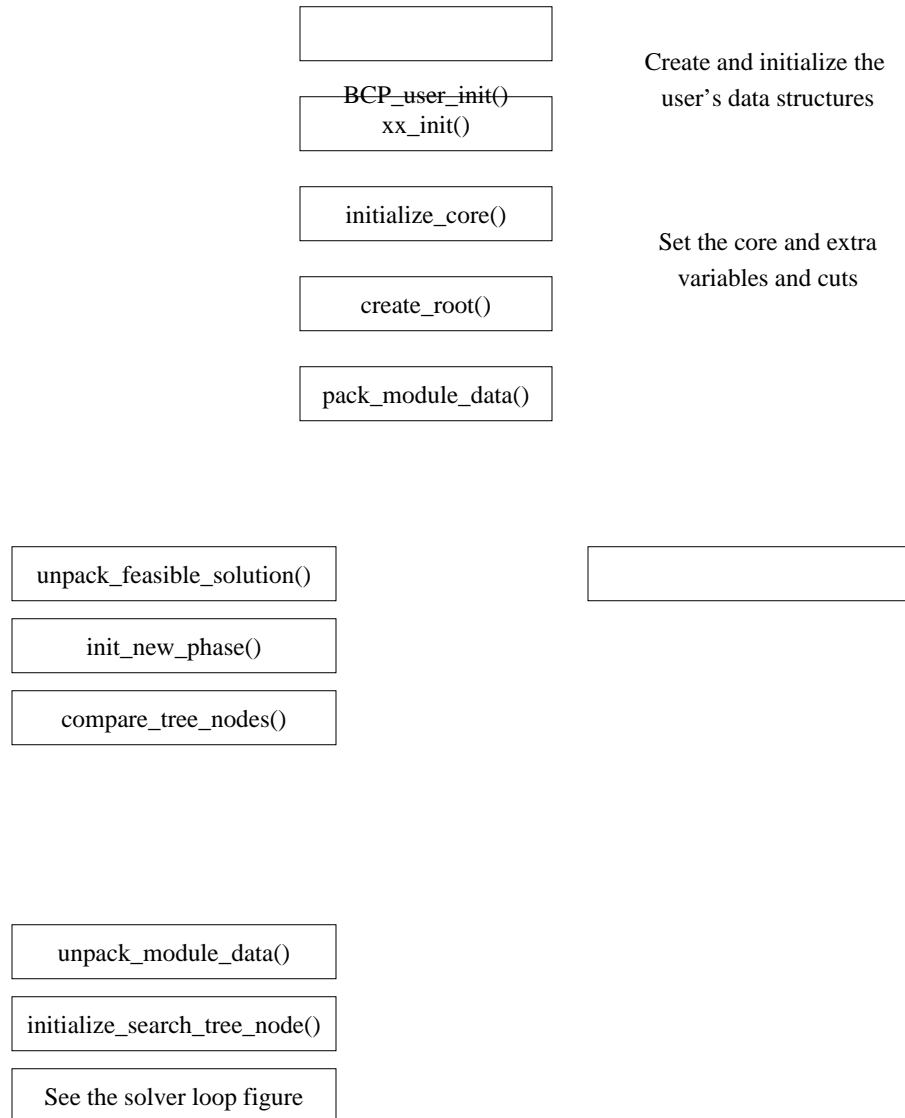 BCP_user_init()
xx_init()
Create and initialize the
user's data structures
initialize_core()
create_root()
Set the core and extra
variables and cuts
pack_module_data()
unpack_feasible_solution()
init_new_phase()
compare_tree_nodes()
unpack_module_data()
initialize_search_tree_node()
See the solver loop figure